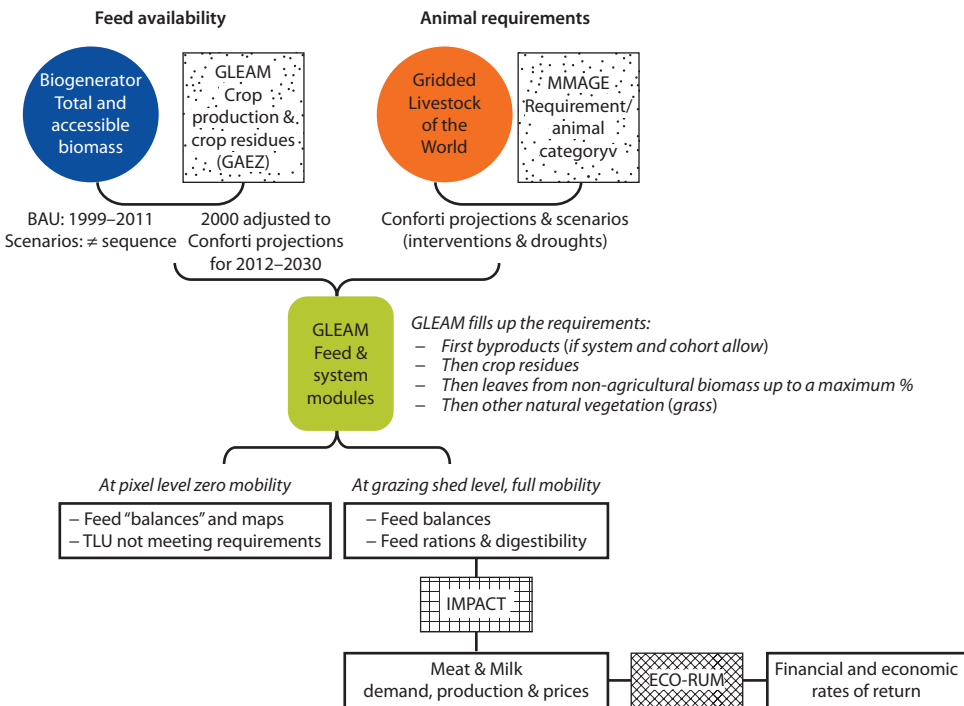 Feed availability
Animal requirements
Biogenerator
Total and
accessible
biomass
GLEAM
Crop
production &
crop residues
(GAEZ)
Gridded
Livestock
of the
World
MMAGE
Requirement/
animal
categoryv
BAU: 1999–2011
Scenarios: ≠ sequence
2000 adjusted to
Conforti projections
for 2012–2030
Conforti projections & scenarios
(interventions & droughts)
GLEAM
Feed &
system
modules
GLEAM fills up the requirements:
– First byproducts (if system and cohort allow)
– Then crop residues
– Then leaves from non-agricultural biomass up to a maximum %
– Then other natural vegetation (grass)
At pixel level zero mobility
– Feed “balances” and maps
– TLU not meeting requirements
At grazing shed level, full mobility
– Feed balances
– Feed rations & digestibility
IMPACT
Meat & Milk
demand, production & prices
ECO-RUM
Financial and economic
rates of return